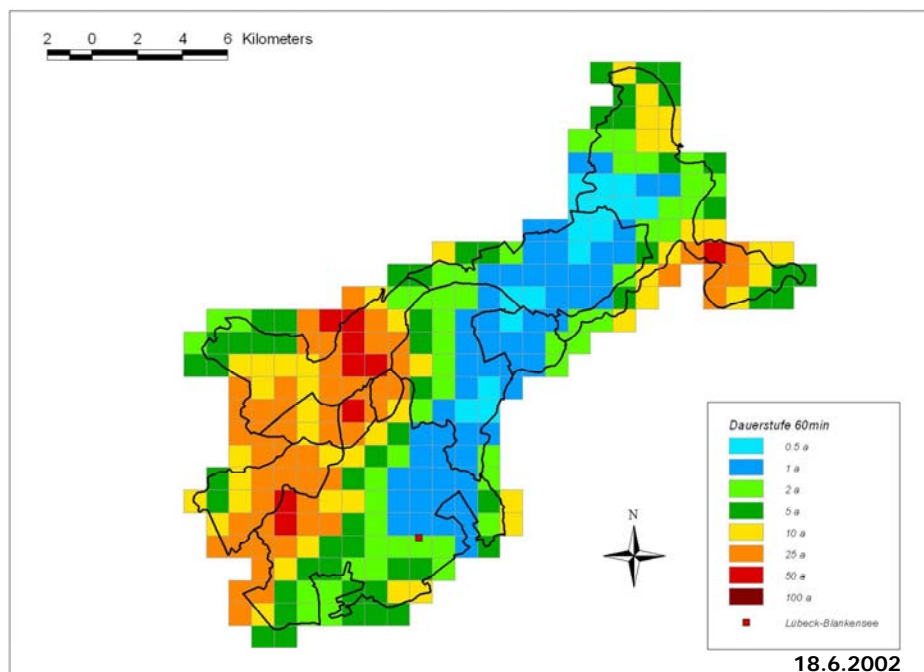 2 0 2 4 6 Kilometers
N
Dauerstufe 60min
0.5 a
1 a
2 a
5 a
10 a
25 a
50 a
100 a
Lübeck-Blankensee
18.6.2002